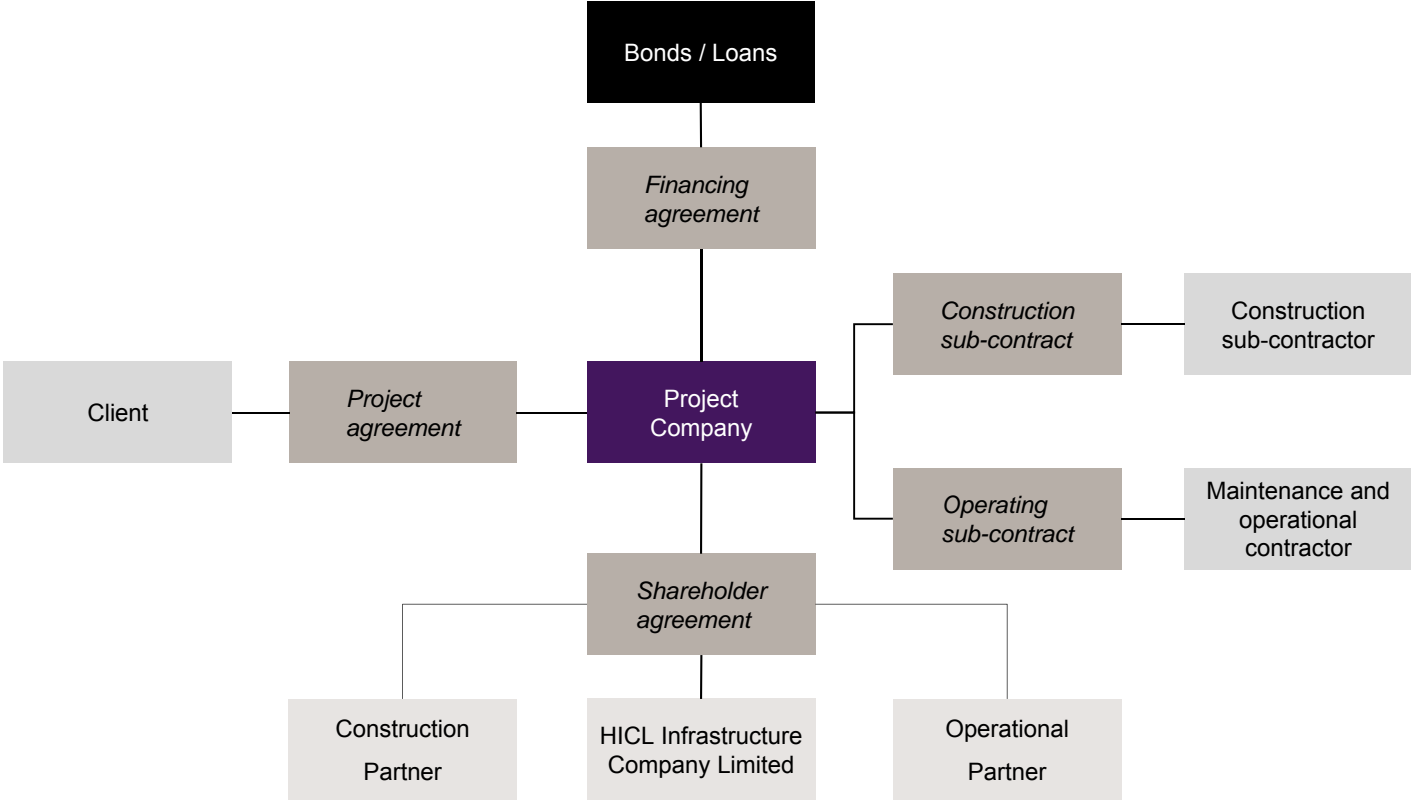 Bonds / Loans
Financing
agreement
Construction
sub-contract
Construction
sub-contractor
Client
Project
agreement
Project
Company
Operating
sub-contract
Maintenance and
operational
contractor
Shareholder
agreement
Construction
Partner
HICL Infrastructure
Company Limited
Operational
Partner